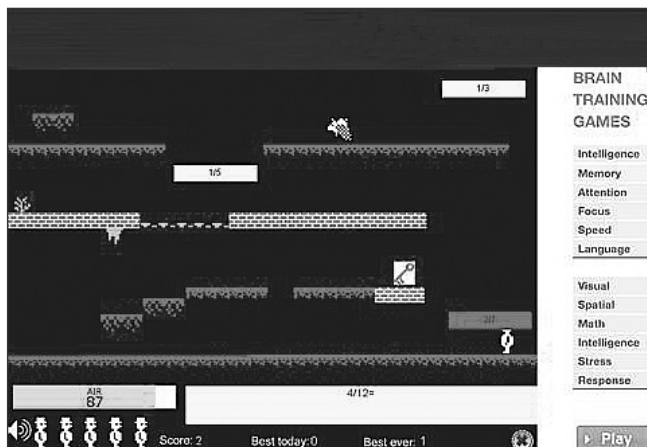 1/3
1/5
2/7
AIR
87
4/12=
Score: 2
Best today:0
Best ever: 1
BRAIN
TRAINING
GAMES
Intelligence
Memory
Attention
Focus
Speed
Language
Visual
Spatial
Math
Intelligence
Stress
Response
Play